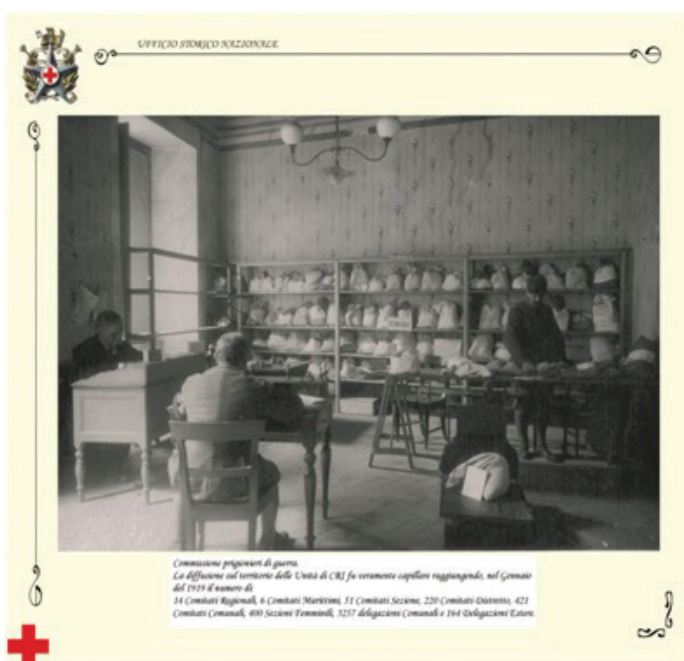 UFFICIO STORICO NAZIONALE
Commissione prigionieri di guerra.
La diffusione sul territorio delle Unità di CRI fu veramente capillare raggiungendo, nel Gennaio
del 1919 il numero di:
14 Comitati Regionali, 6 Comitati Marittimi, 51 Comitati Sezione, 220 Comitati Distretto, 421
Comitati Comunali, 400 Sezioni Femminili, 3257 delegazioni Comunali e 164 Delegazioni Estere.